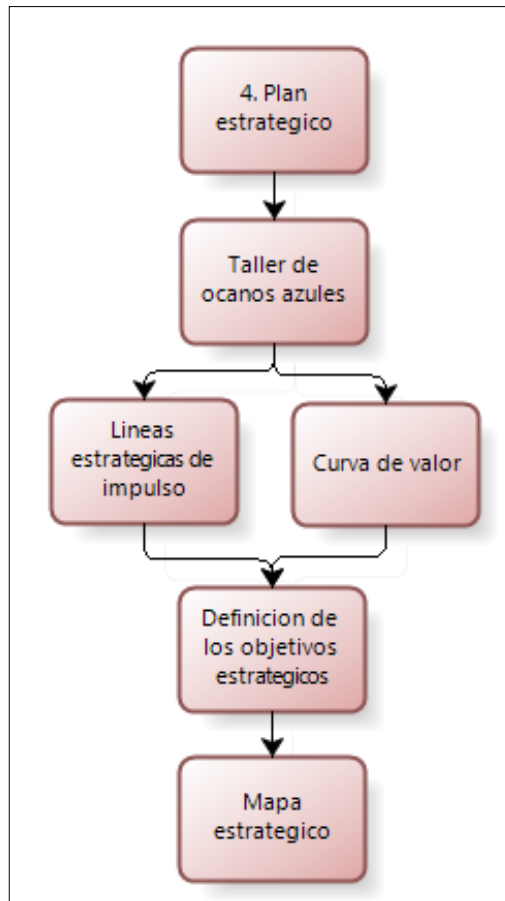 4. Plan
estrategico
Taller de
ocanos azules
Lineas
estrategicas de
impulso
Curva de valor
Definicion de
los objetivos
estrategicos
Mapa
estrategico